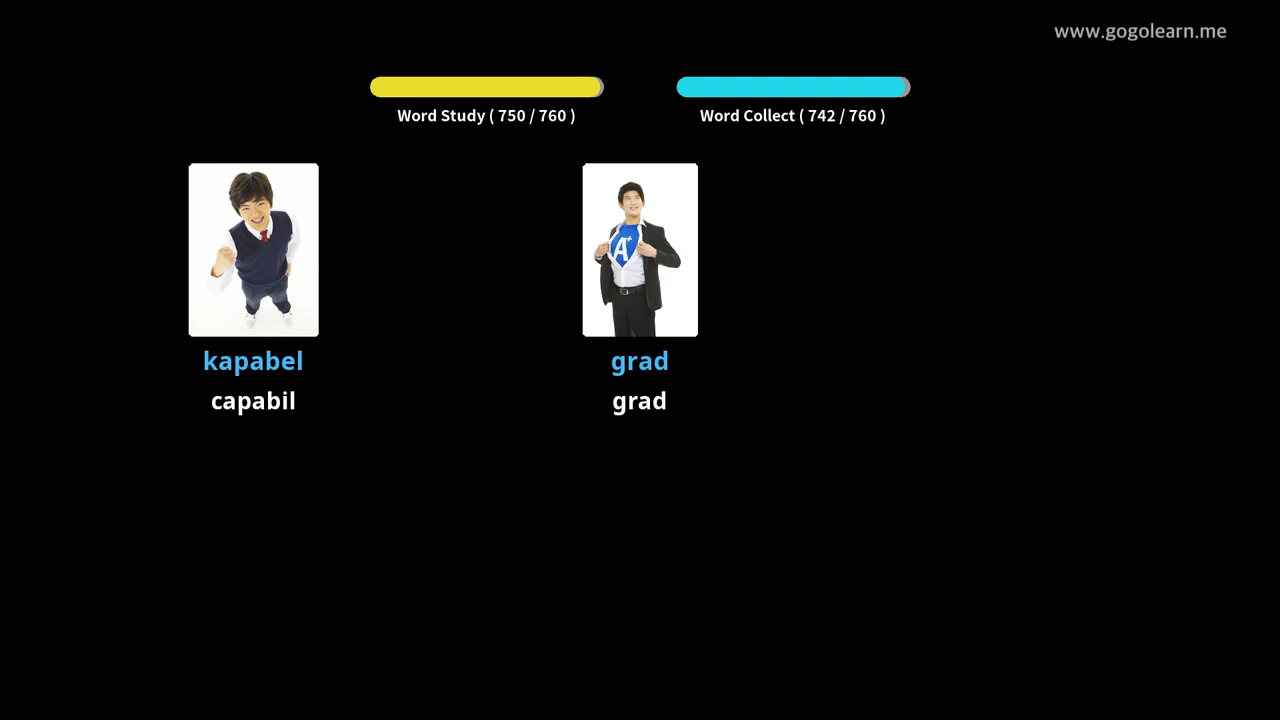 www.gogolearn.me
Word Study ( 750 / 760 )
Word Collect ( 742 / 760 )
A+
kapabel
grad
capabil
grad